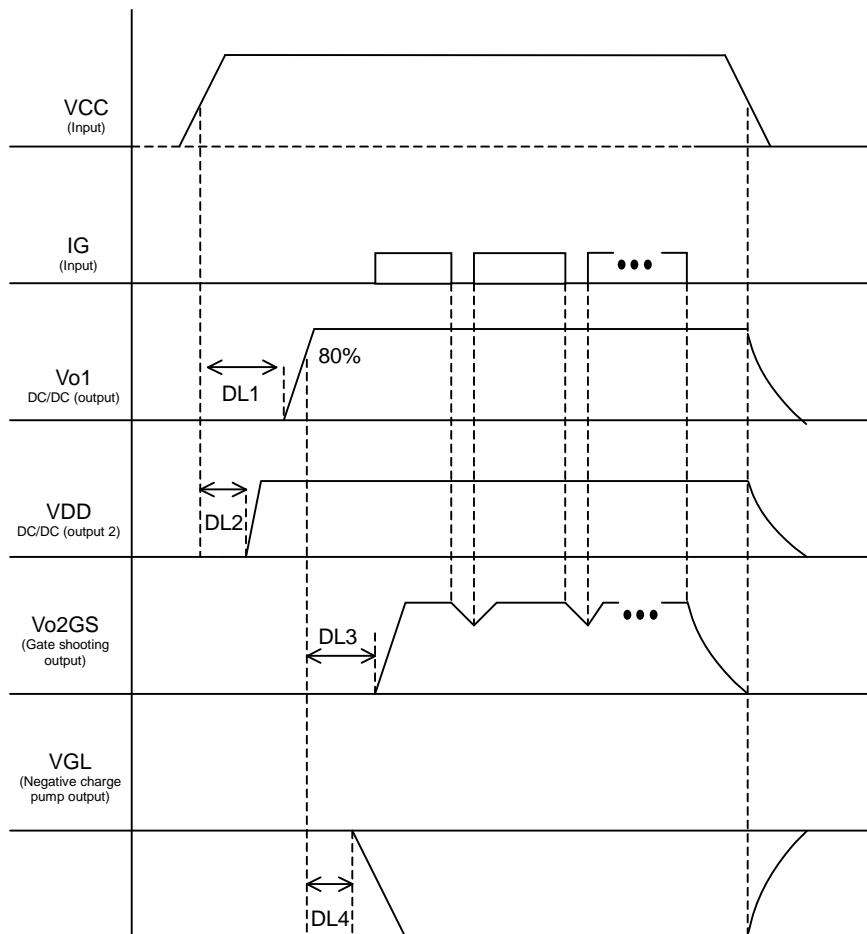 VCC
(Input)
IG
(Input)
80%
Vo1
DC/DC (output)
DL1
VDD
DC/DC (output 2)
DL2
Vo2GS
(Gate shooting
output)
DL3
VGL
(Negative charge
pump output)
DL4